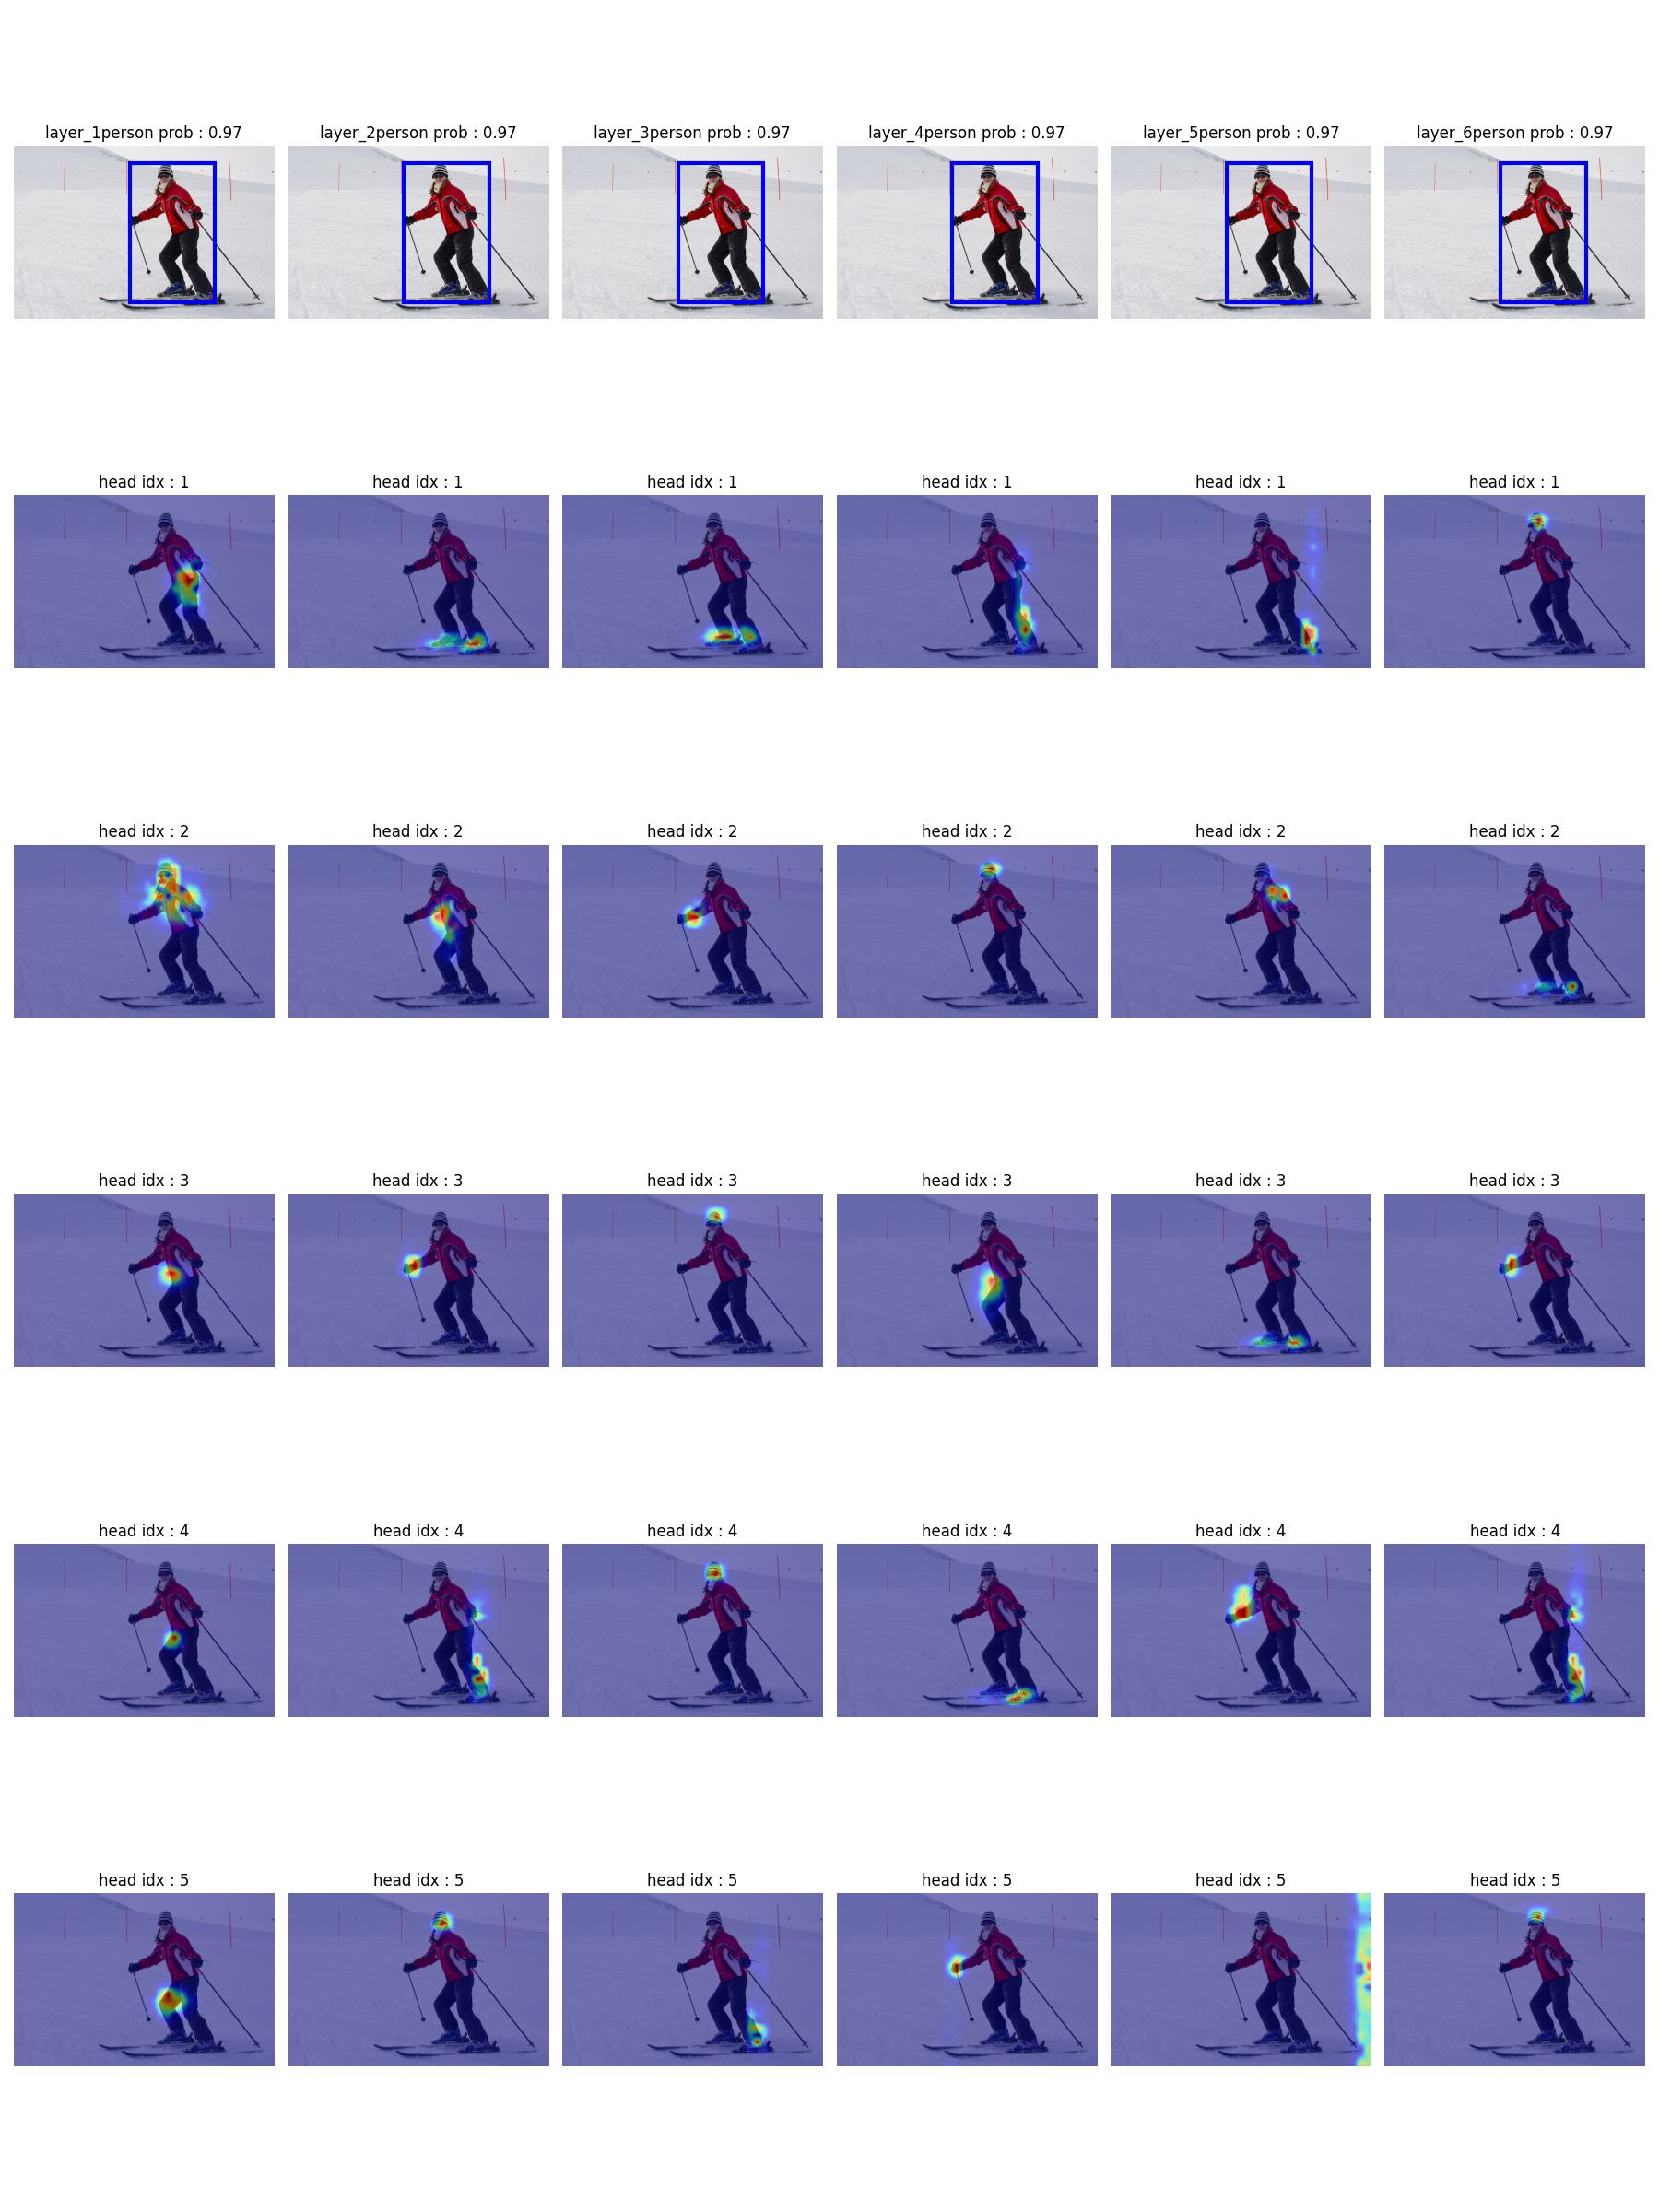 layer_1person prob : 0.97 layer_2person prob : 0.97 layer_3person prob : 0.97 layer_4person prob : 0.97 layer_5person prob : 0.97 layer_6person prob : 0.97
head idx : 1 head idx : 1 head idx : 1 head idx : 1 head idx : 1 head idx : 1
head idx : 2 head idx : 2 head idx : 2 head idx : 2 head idx : 2 head idx : 2
head idx : 3 head idx : 3 head idx : 3 head idx : 3 head idx : 3 head idx : 3
head idx : 4 head idx : 4 head idx : 4 head idx : 4 head idx : 4 head idx : 4
head idx : 5 head idx : 5 head idx : 5 head idx : 5 head idx : 5 head idx : 5